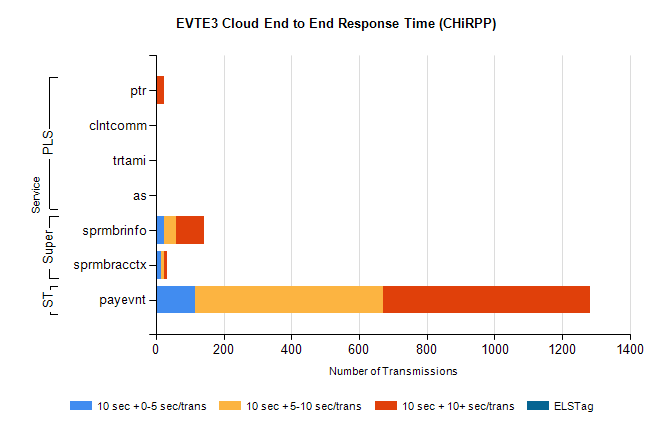 EVTE3 Cloud End to End Response Time (CHiRPP)
Service
PLS
ptr
clntcomm
trtami
as
Super
sprmbrinfo
sprmbracctx
ST
payevnt
0 200 400 600 800 1000 1200 1400
Number of Transmissions
10 sec +0-5 sec/trans 10 sec +5-10 sec/trans 10 sec + 10+ sec/trans ELSTag